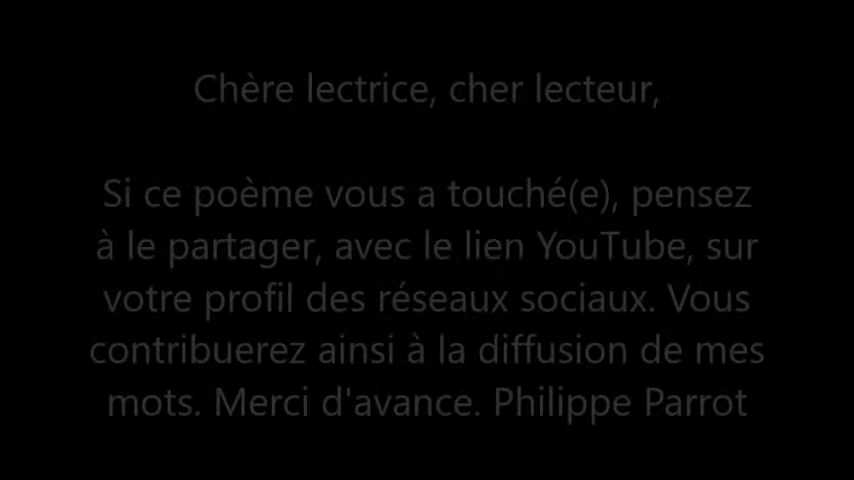 Chère lectrice, cher lecteur,
Si ce poème vous a touché(e), pensez
à le partager, avec le lien YouTube, sur
votre profil des réseaux sociaux. Vous
contribuerez ainsi à la diffusion de mes
mots. Merci d'avance. Philippe Parrot